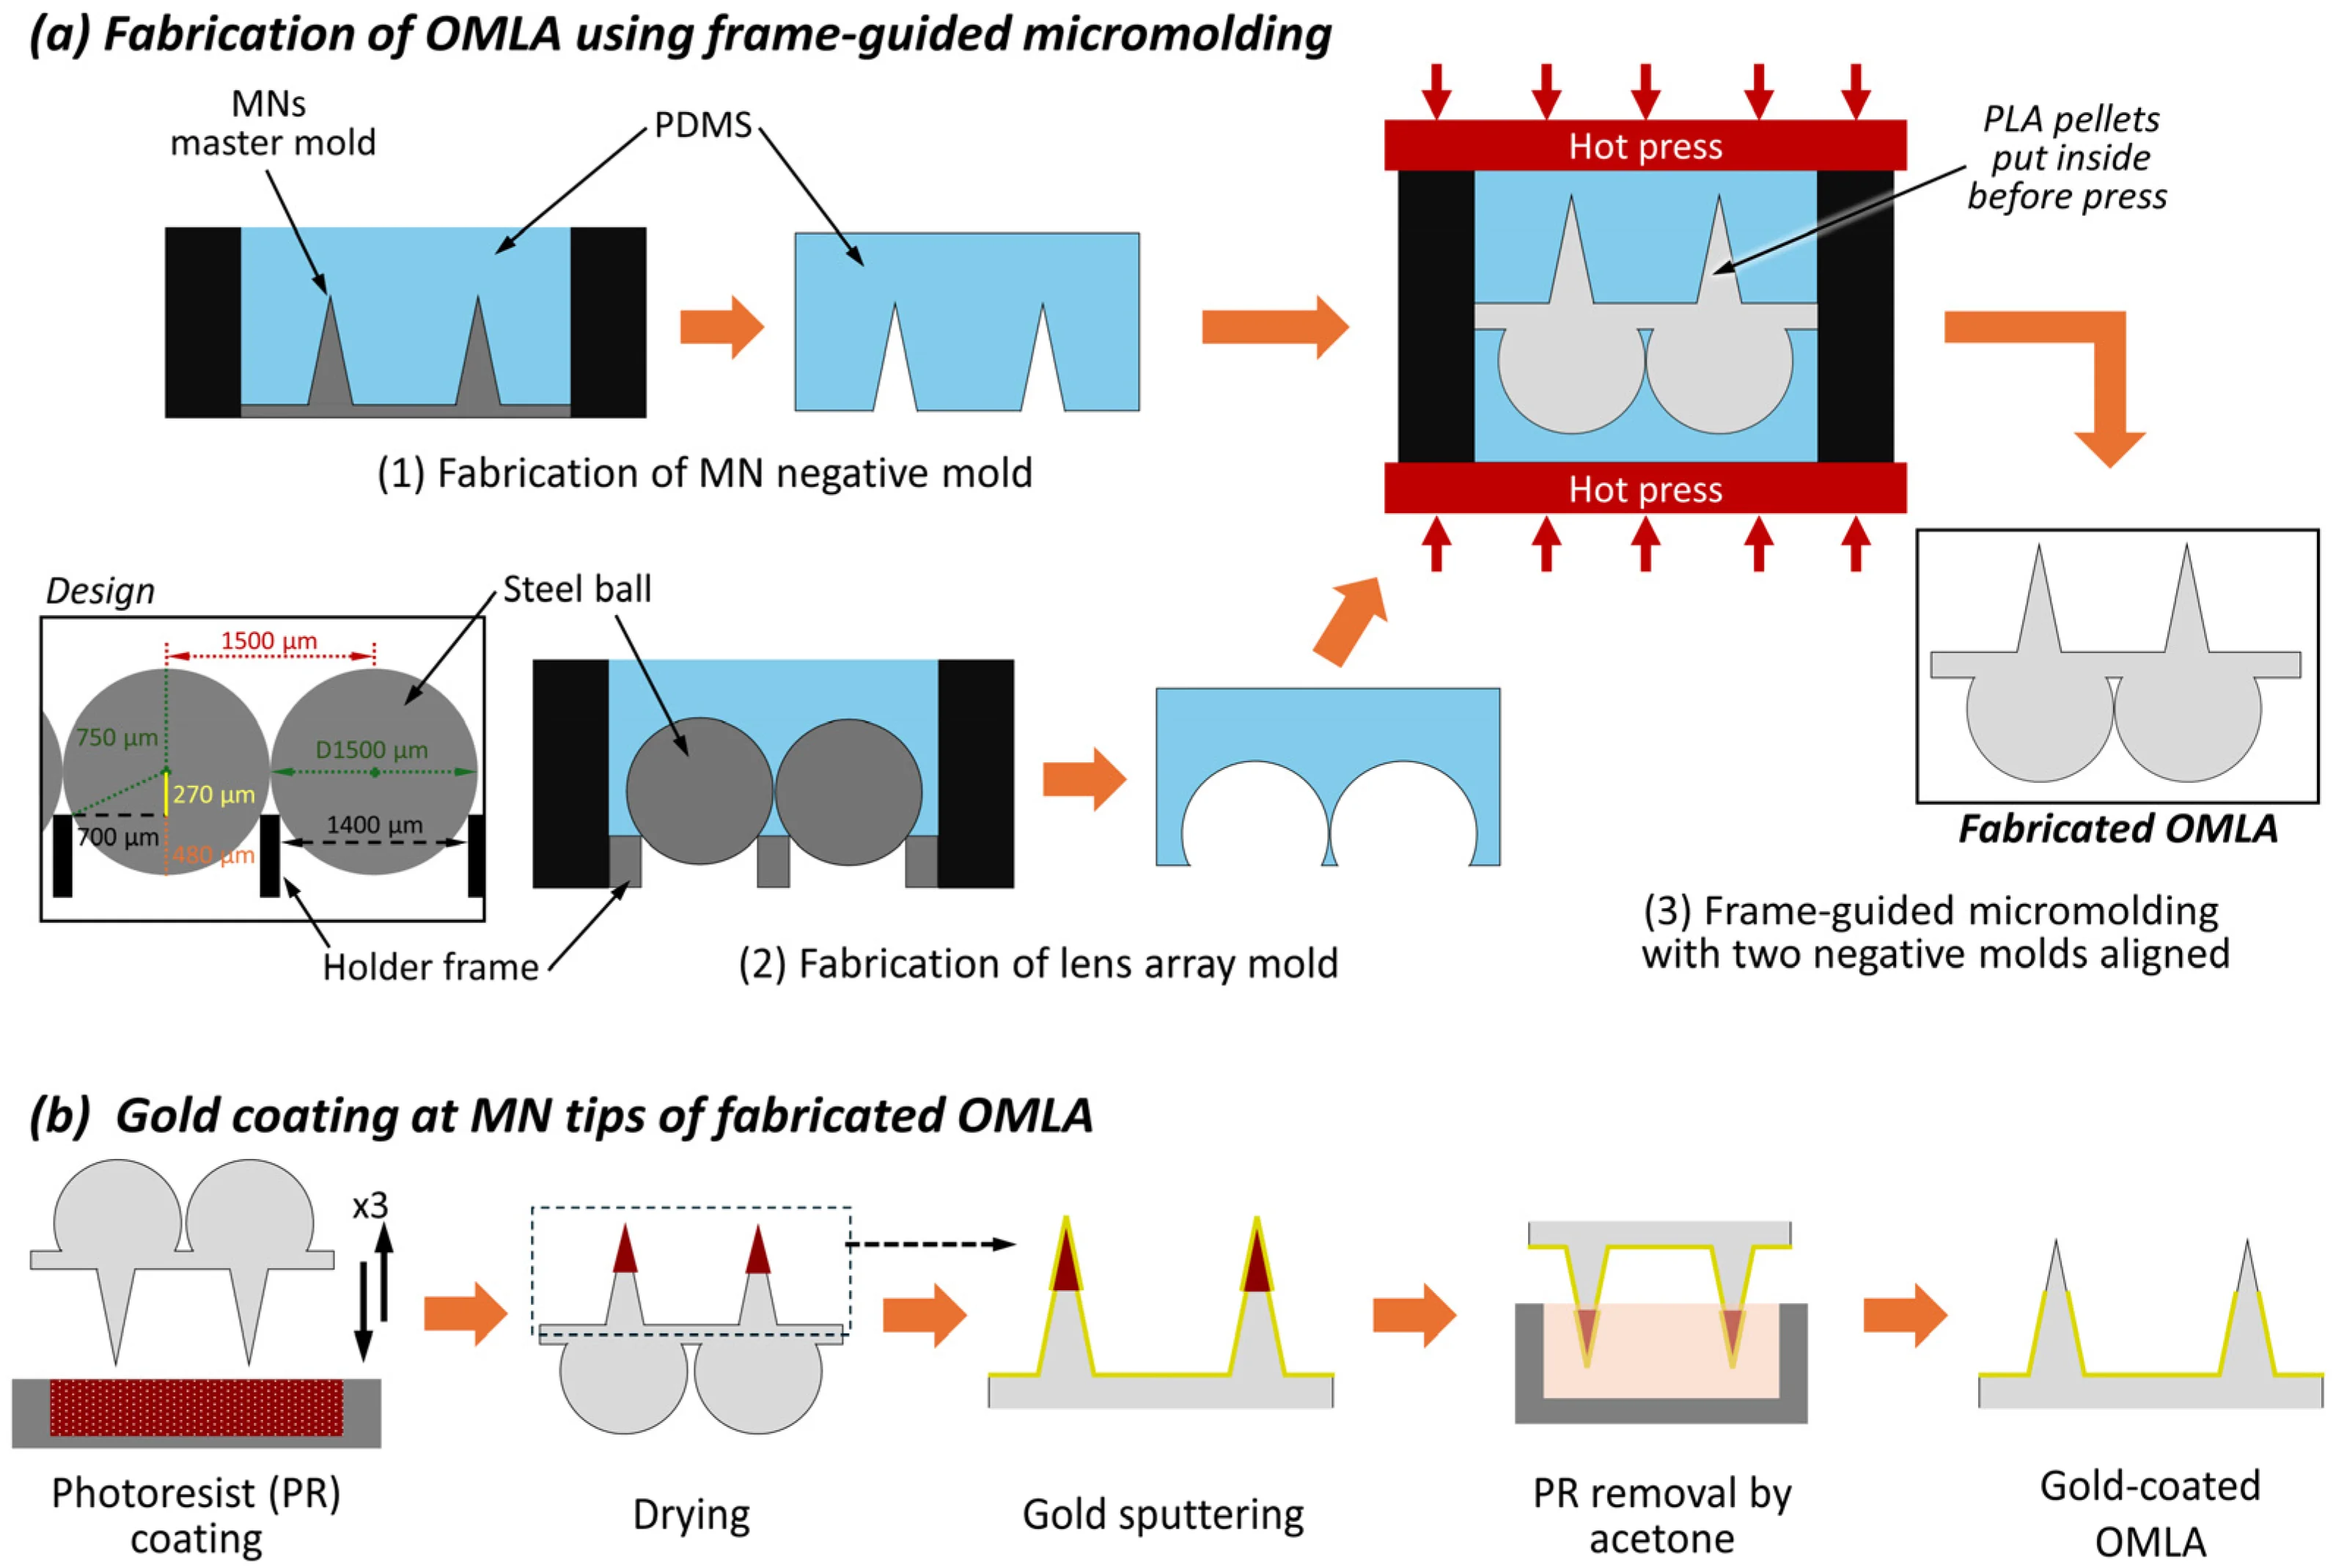 (a) Fabrication of OMLA using frame-guided micromolding
MNs
master mold
PDMS
Hot press
PLA pellets
put inside
before press
(1) Fabrication of MN negative mold
Hot press
Design
Steel ball
1500 µm
750 µm
D1500 µm
270 µm
700 µm
1400 µm
480 µm
Holder frame
(2) Fabrication of lens array mold
Fabricated OMLA
(3) Frame-guided micromolding
with two negative molds aligned
(b) Gold coating at MN tips of fabricated OMLA
x3
Photoresist (PR)
coating
Drying
Gold sputtering
PR removal by
acetone
Gold-coated
OMLA